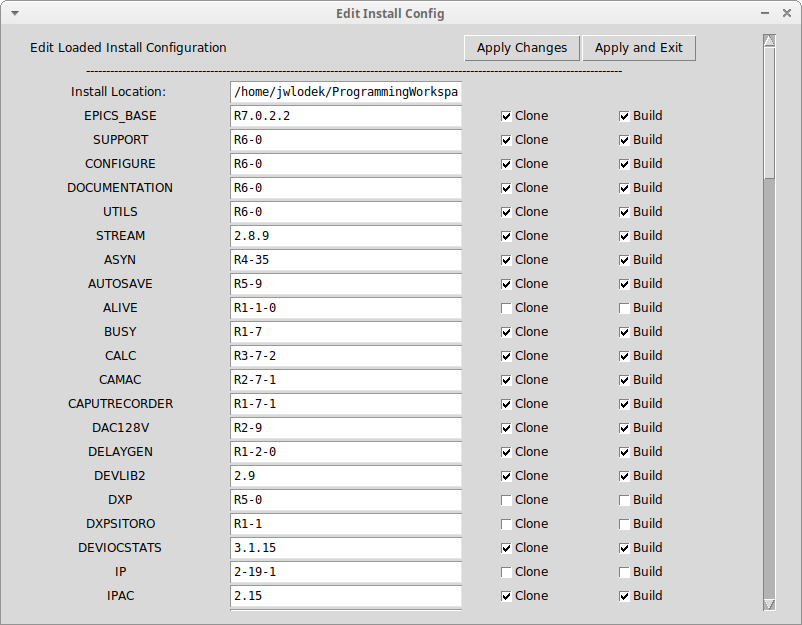 Edit Install Config
Edit Loaded Install Configuration Apply Changes Apply and Exit
Install Location: /home/jwlodek/ProgrammingWorkspa
EPICS_BASE R7.0.2.2 Clone Build
SUPPORT R6-0 Clone Build
CONFIGURE R6-0 Clone Build
DOCUMENTATION R6-0 Clone Build
UTILS R6-0 Clone Build
STREAM 2.8.9 Clone Build
ASYN R4-35 Clone Build
AUTOSAVE R5-9 Clone Build
ALIVE R1-1-0 Clone Build
BUSY R1-7 Clone Build
CALC R3-7-2 Clone Build
CAMAC R2-7-1 Clone Build
CAPUTRECORDER R1-7-1 Clone Build
DAC128V R2-9 Clone Build
DELAYGEN R1-2-0 Clone Build
DEVLIB2 2.9 Clone Build
DXP R5-0 Clone Build
DXPSITORO R1-1 Clone Build
DEVIOCSTATS 3.1.15 Clone Build
IP 2-19-1 Clone Build
IPAC 2.15 Clone Build